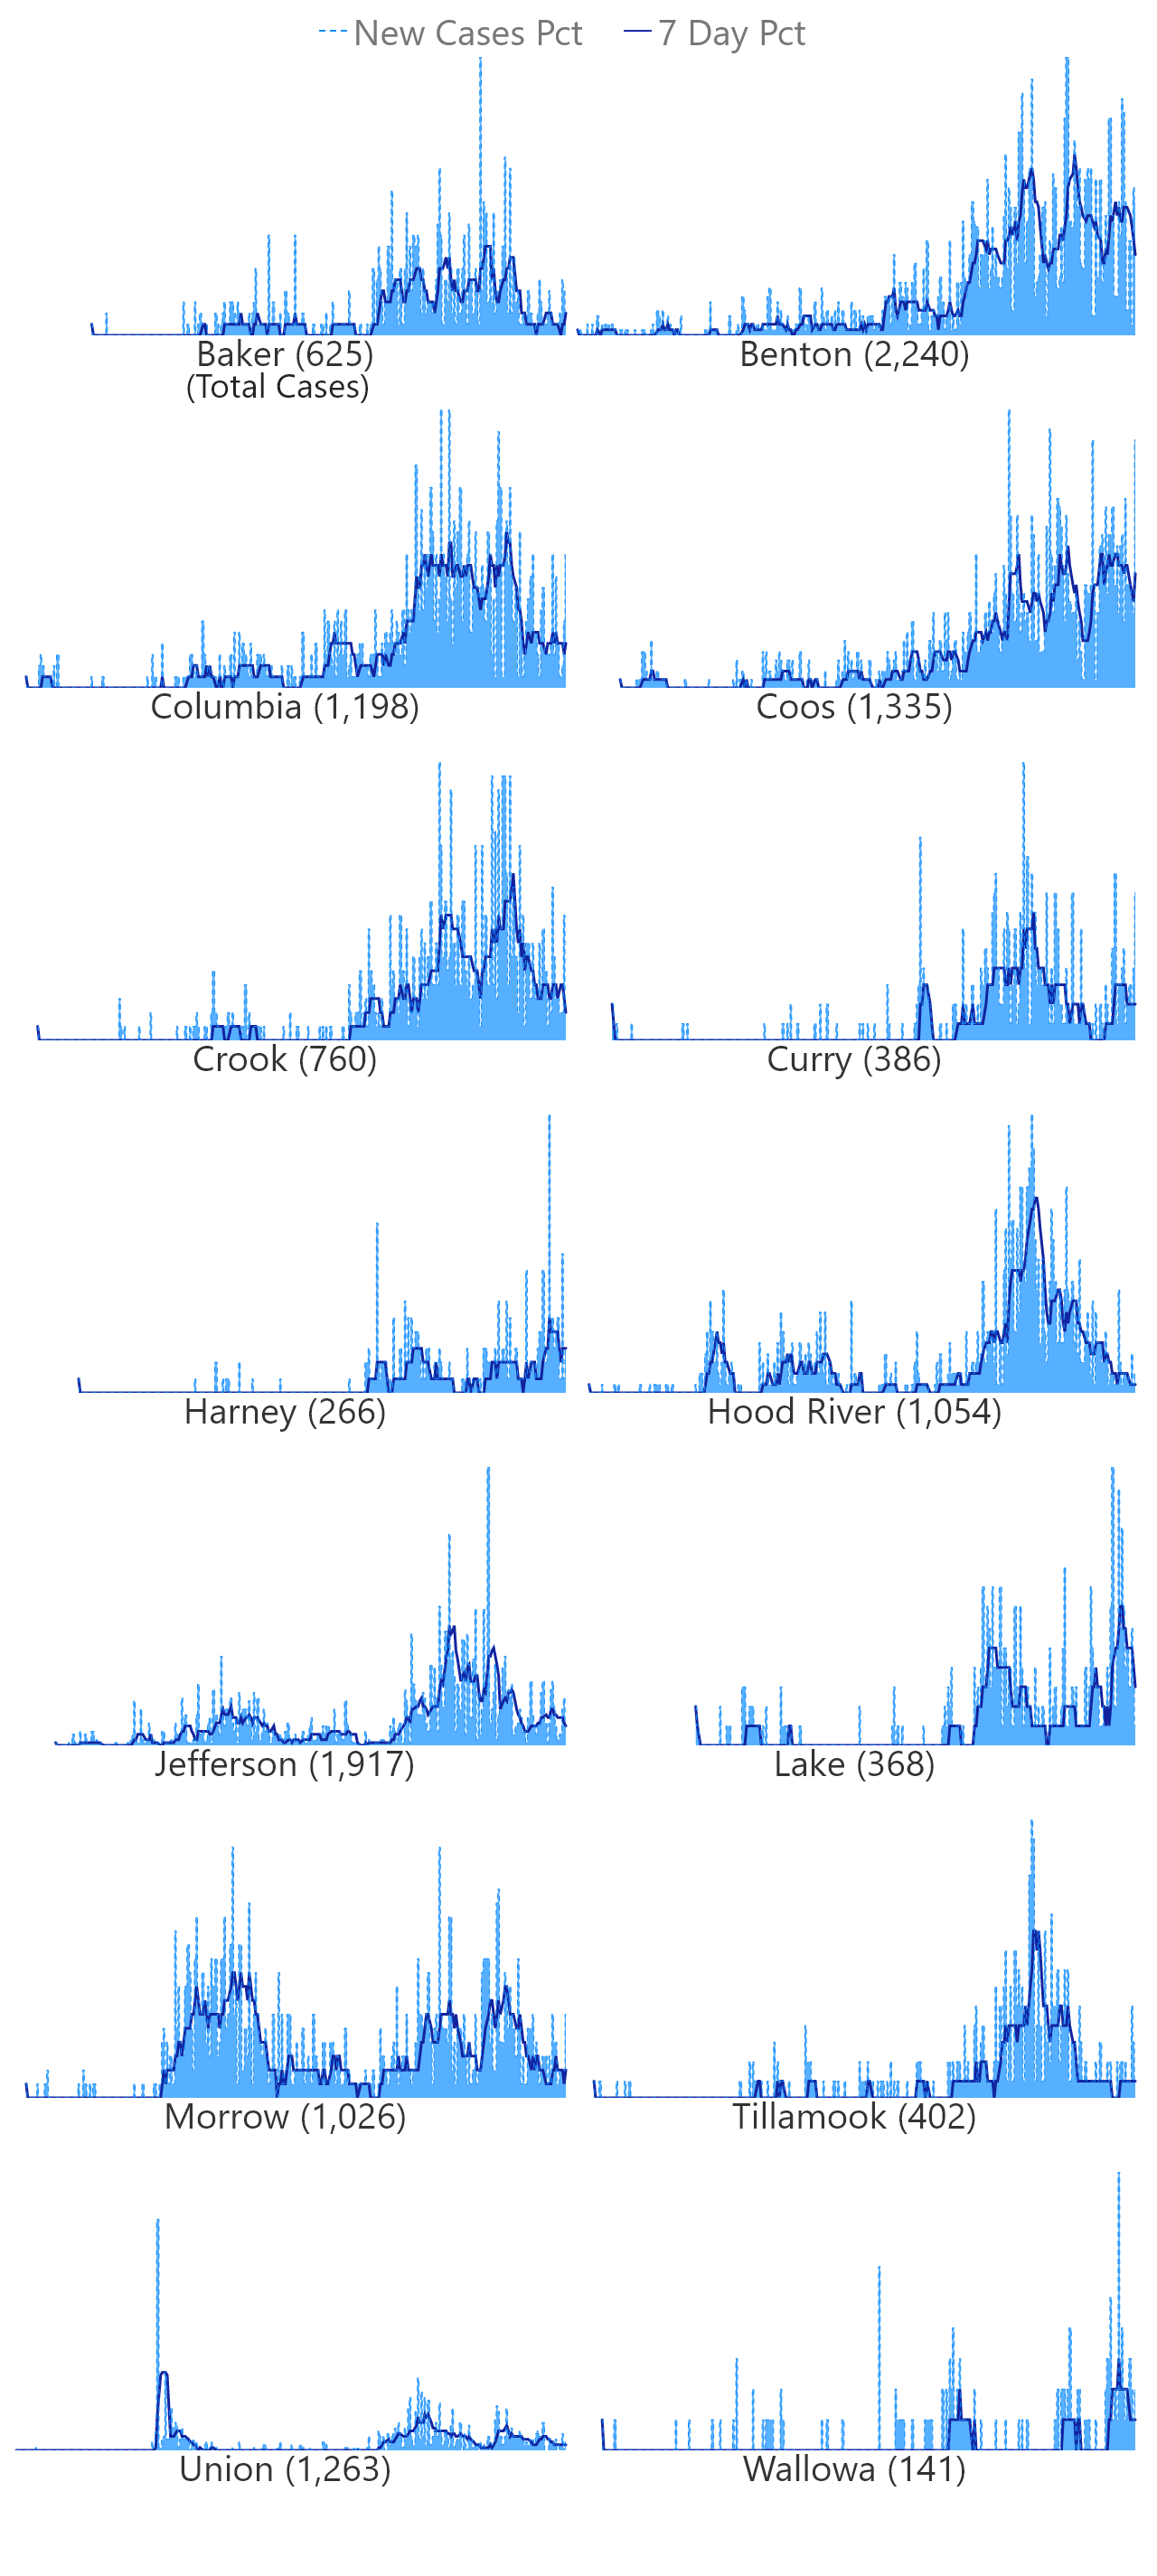 New Cases Pct 7 Day Pct
Baker (625) Benton (2,240)
(Total Cases)
Columbia (1,198) Coos (1,335)
Crook (760) Curry (386)
Harney (266) Hood River (1,054)
Jefferson (1,917) Lake (368)
Morrow (1,026) Tillamook (402)
Union (1,263) Wallowa (141)